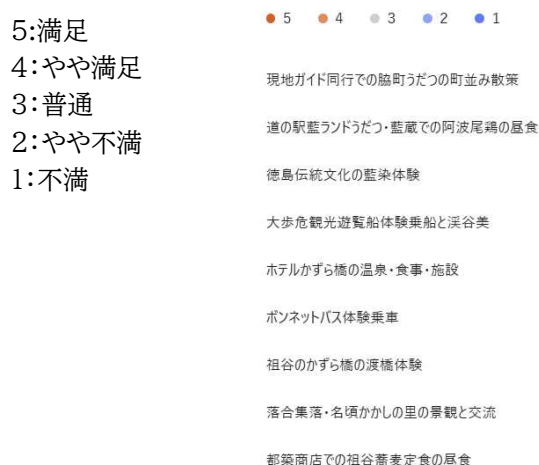 5:満足
4:やや満足
3:普通
2:やや不満
1:不満
5 4 3 2 1
現地ガイド同行での脇町うだつの町並み散策
道の駅藍ランドうだつ・藍蔵での阿波尾鶏の昼食
徳島伝統文化の藍染体験
大歩危観光遊覧船体験乗船と渓谷美
ホテルかずら橋の温泉・食事・施設
ボンネットバス体験乗車
祖谷のかずら橋の渡橋体験
落合集落・名頃かかしの里の景観と交流
都築商店での祖谷蕎麦定食の昼食